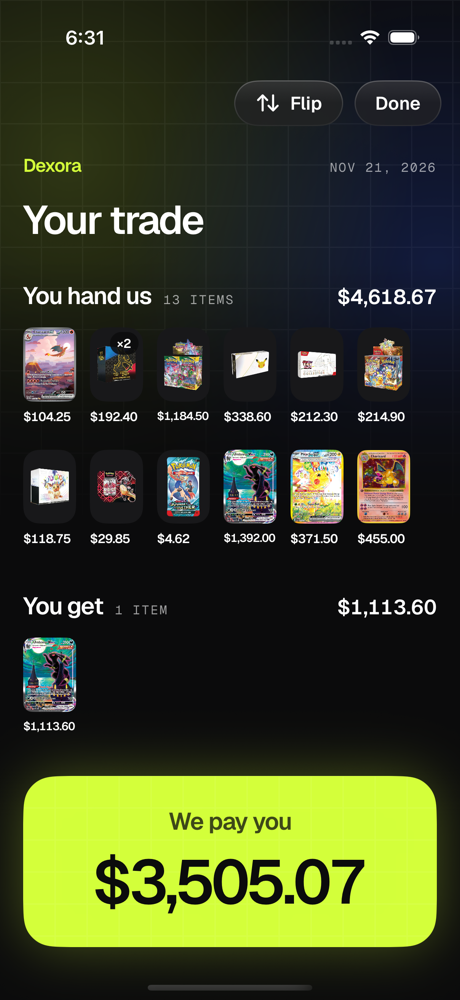 6:31
Flip
Done
Dexora
NOV 21, 2026
Your trade
You hand us 13 ITEMS $4,618.67
×2
$104.25 $192.40 $1,184.50 $338.60 $212.30 $214.90
Pokémon
$118.75 $29.85 $4.62 $1,392.00 $371.50 $455.00
You get 1 ITEM $1,113.60
$1,113.60
We pay you
$3,505.07